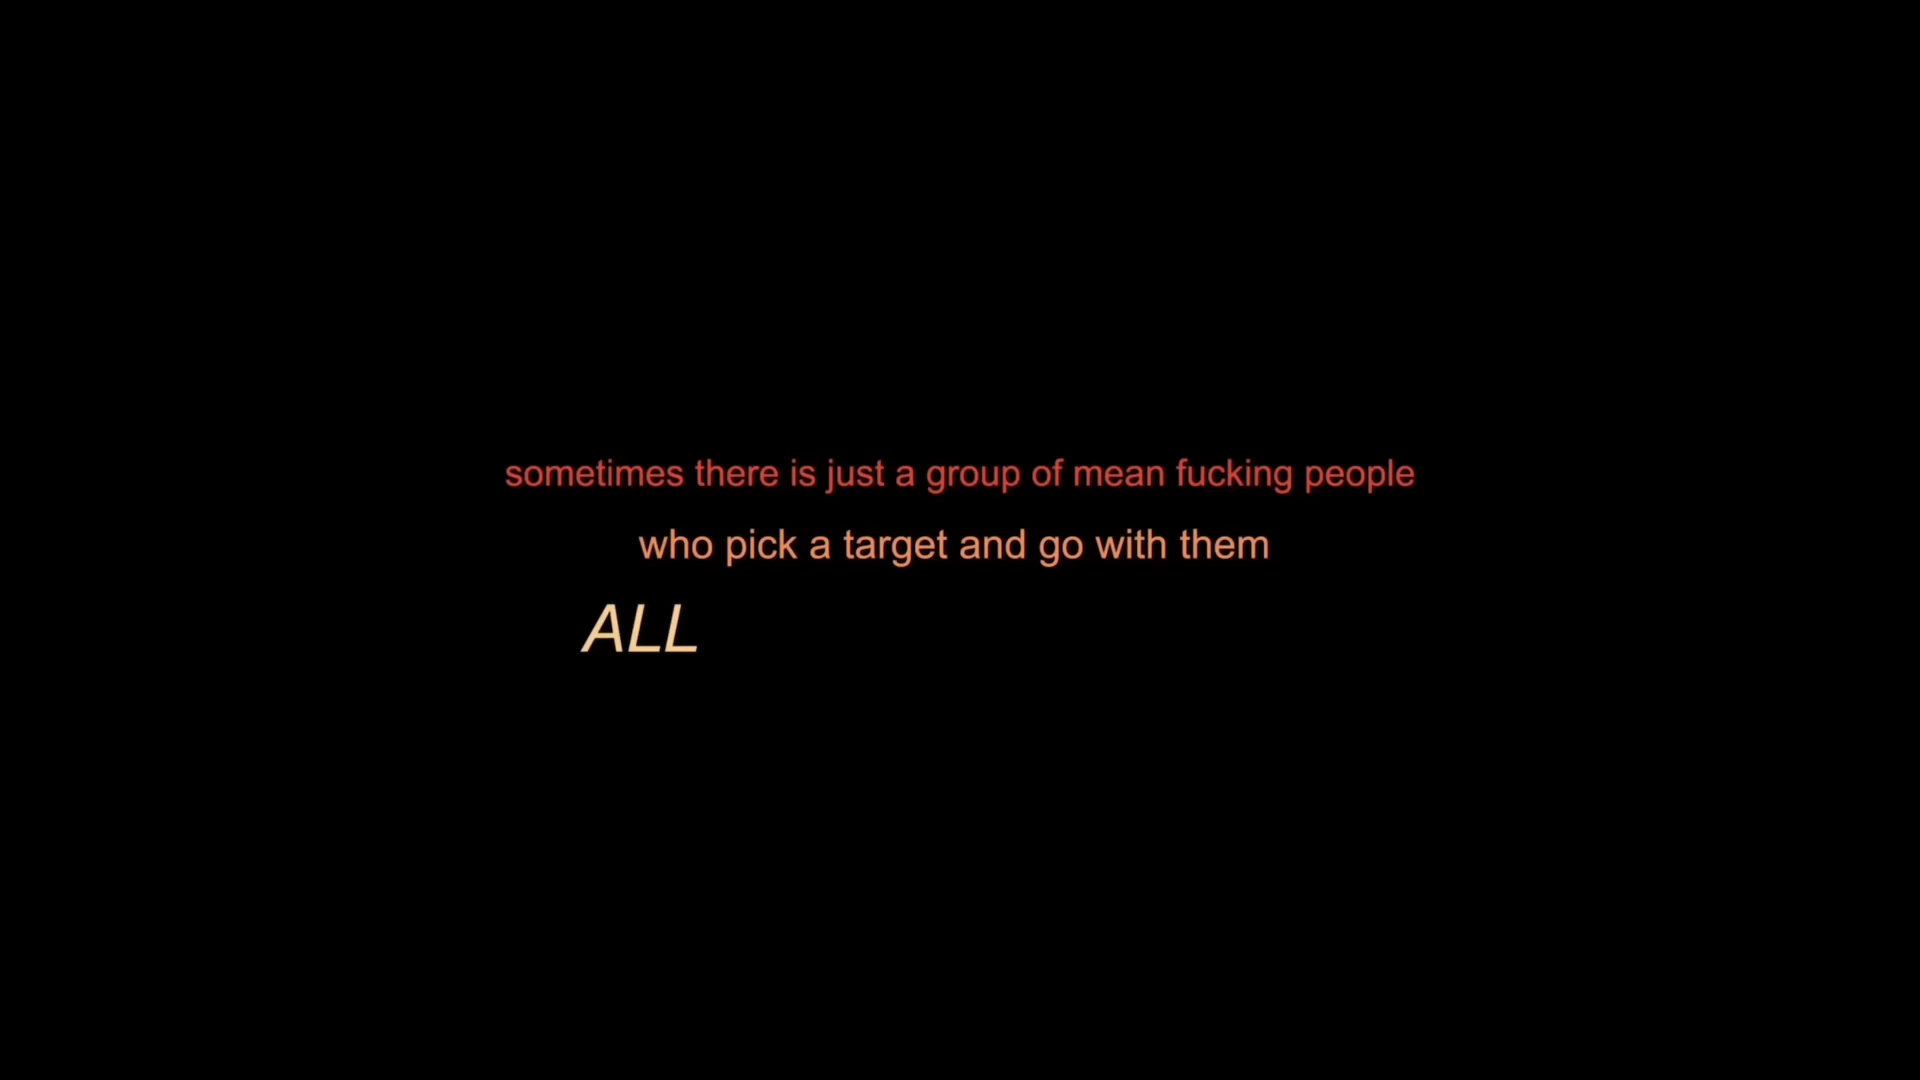 sometimes there is just a group of mean fucking people
who pick a target and go with them
ALL